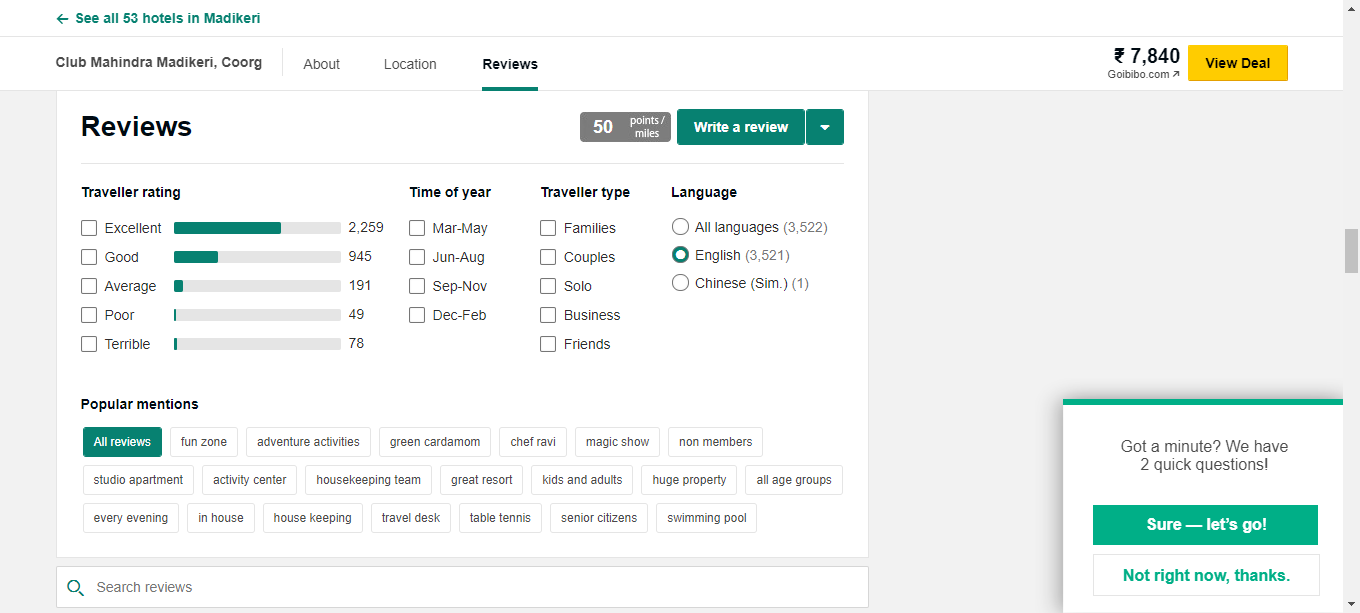 ← See all 53 hotels in Madikeri
Club Mahindra Madikeri, Coorg
About
Location
Reviews
₹ 7,840
Goibibo.com
View Deal
Reviews
50 points / miles
Write a review
Traveller rating
Excellent 2,259
Good 945
Average 191
Poor 49
Terrible 78
Time of year
Mar-May
Jun-Aug
Sep-Nov
Dec-Feb
Traveller type
Families
Couples
Solo
Business
Friends
Language
All languages (3,522)
English (3,521)
Chinese (Sim.) (1)
Popular mentions
All reviews fun zone adventure activities green cardamom chef ravi magic show non members
studio apartment activity center housekeeping team great resort kids and adults huge property all age groups
every evening in house house keeping travel desk table tennis senior citizens swimming pool
Search reviews
Got a minute? We have
2 quick questions!
Sure — let's go!
Not right now, thanks.